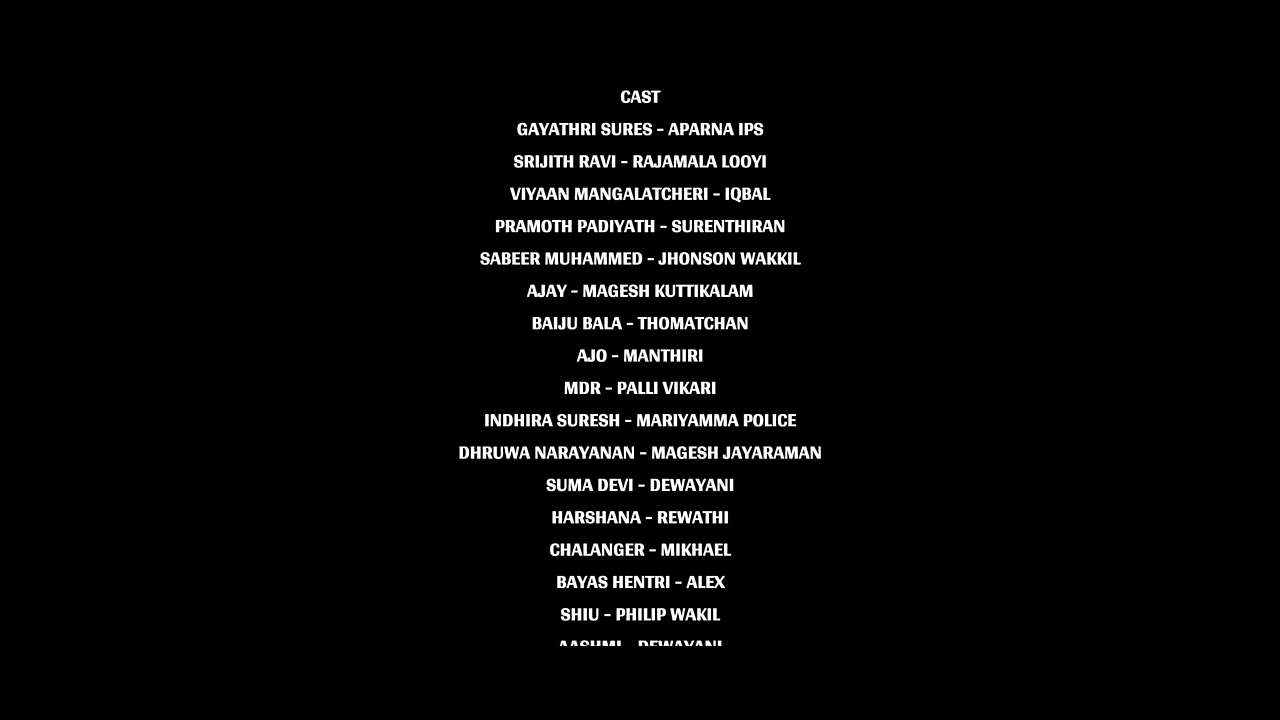 CAST
GAYATHRI SURES - APARNA IPS
SRIJITH RAVI - RAJAMALA LOOYI
VIYAAN MANGALATCHERI - IQBAL
PRAMOTH PADIYATH - SURENTHIRAN
SABEER MUHAMMED - JHONSON WAKKIL
AJAY - MAGESH KUTTIKALAM
BAIJU BALA - THOMATCHAN
AJO - MANTHIRI
MDR - PALLI VIKARI
INDHIRA SURESH - MARIYAMMA POLICE
DHRUWA NARAYANAN - MAGESH JAYARAMAN
SUMA DEVI - DEWAYANI
HARSHANA - REWATHI
CHALANGER - MIKHAEL
BAYAS HENTRI - ALEX
SHIU - PHILIP WAKIL
AASHMI - DEWAYANI